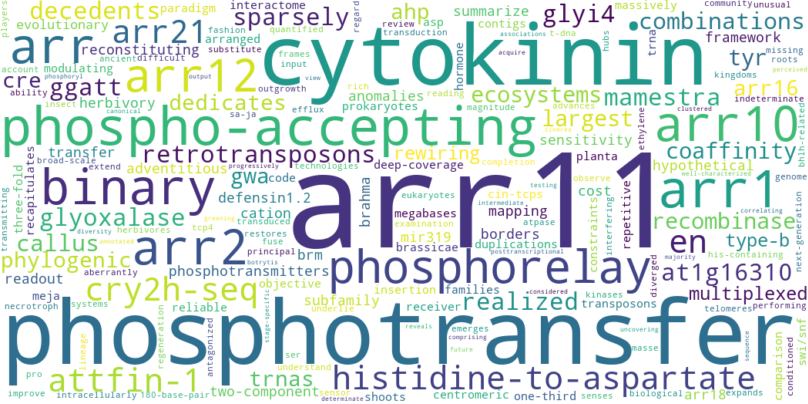 decedents
evolutionary
paradigm
interactome
sparsely
regard
ahp
summarize
review
asp
contigs
massively
community
unusual
glyi4
combinations
framework
players
arr
arr21
fashion
arranged
quantified
substitute
ancient
difficult
reconstituting
account
modulating
phosphoryl
cytokinin
transduction
t-dna
associations
hubs
acquire
frames
input
hormone
trna
tyr
missing
roots
cre
ggatt
arr12
output
view
rich
outgrowth
ability
insect
herbivory
dedicates
canonical
efflux
sa-ja
anomalies
reading
prokaryotes
magnitude
ecosystems
advances
mamestra
kingdoms
perceived
arr16
indeterminate
clustered
phospho-accepting
largest
sensitivity
arr10
ethylene
bhlh-related
three-fold
recapitulates
transfer
adventitious
retrotransposons
rewiring
completion
deep-coverage
technologies
progressively
broad-scale
extend
planta
coaffinity
hypothetical
well-characterized
genome
binary
gwa
code
defensin1.2
cation
transduced
brahma
eukaryotes
intermediate
testing
observe
arr11
cin-tcps
atpase
megabases
mapping
cost
border5
constraints
interfering
repetitive
arr1
recombinase
correlating
his-containing
next-generation
transmitting
glyoxalase
herbivores
tcp4
greening
restores
fuse
examination
mir319
brassicae
duplications
posttranscriptional
callus
diversity
annotated
arr2
botrytis
principal
brm
en
type-b
diverged
majority
phylogenic
aberrantly
phosphotransmitters
phosphorelay
at1g16310
readout
meja
necrotroph
cry2h-seq
objective
insertion
families
subfamily
underlie
receiver
transposons
realized
kinases
multiplexed
telomeres
performing
phosphotransfer
systems
lineage
regeneration
reliable
antagonized
stage-specific
emerges
comprising
considered
uncovering
sequence
comparison
conditioned
swi/snf
attfin-1
trnas
ser
understand
reveals
future
histidine-to-aspartate
masse
pro
improve
intracellularly
180-base-pair
two-component
sensor
determinate
shoots
centromeric
one-third
senses
biological
arr18
expands